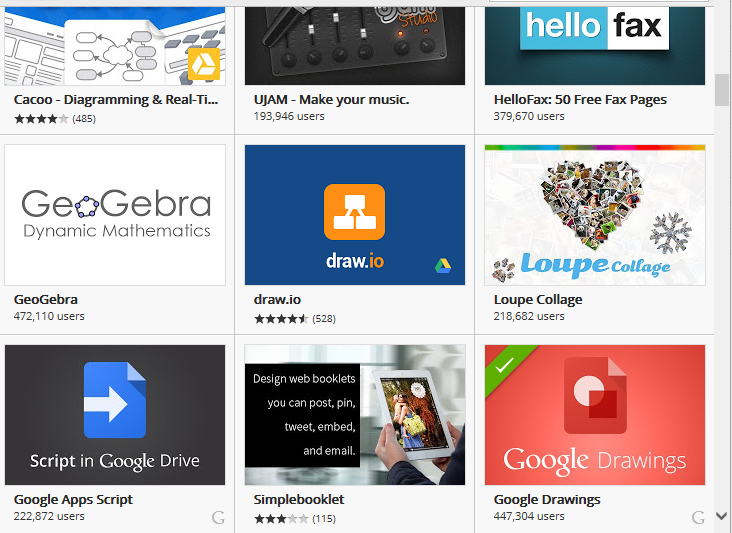 Studio
hello fax
Cacoo - Diagramming & Real-Ti...
(485)
UJAM - Make your music.
193,946 users
HelloFax: 50 Free Fax Pages
379,670 users
GeoGebra
Dynamic Mathematics
draw.io
Loupe Collage
GeoGebra
472,110 users
draw.io
(528)
Loupe Collage
218,682 users
Script in Google Drive
Design web booklets
you can post, pin,
tweet, embed,
and email.
Google Drawings
Google Apps Script
222,872 users
G
Simplebooklet
(115)
Google Drawings
447,304 users
G